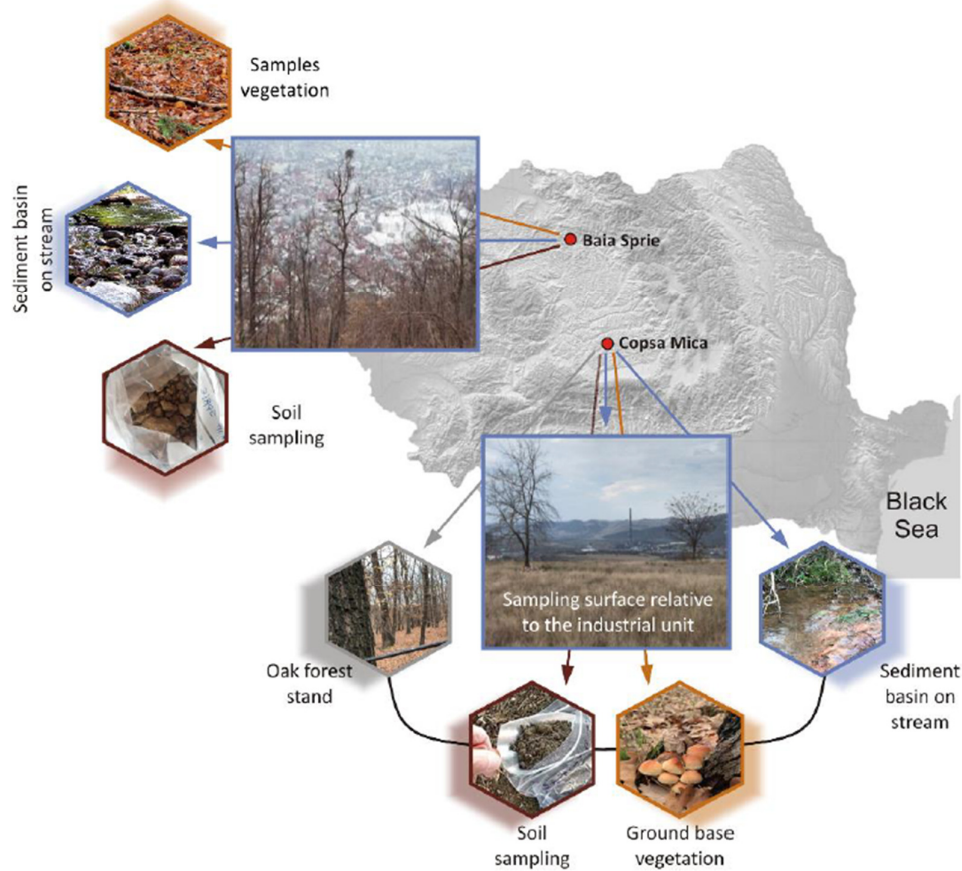 Samples
vegetation
Sediment basin
on stream
Baia Sprie
Copsa Mica
Soil
sampling
Black
Sea
Sampling surface relative
to the industrial unit
Oak forest
stand
Sediment
basin on
stream
Soil
sampling
Ground base
vegetation